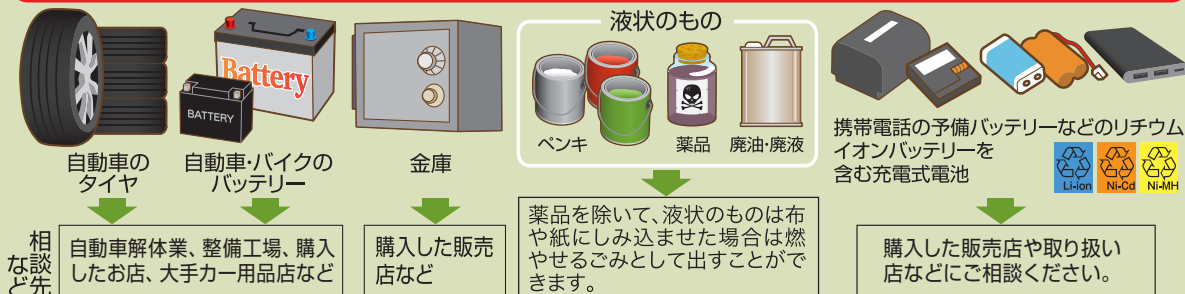 液状のもの
Battery
BATTERY
ペンキ
薬品
廃油・廃液
自動車の
タイヤ
自動車・バイクの
バッテリー
金庫
携帯電話の予備バッテリーなどのリチウム
イオンバッテリーを
含む充電式電池
Li-ion
Ni-Cd
Ni-MH
相談先
など
自動車解体業、整備工場、購入
したお店、大手カー用品店など
購入した販売
店など
薬品を除いて、液状のものは布
や紙にしみ込ませた場合は燃
やせるごみとして出すことがで
きます。
購入した販売店や取り扱い
店などにご相談ください。